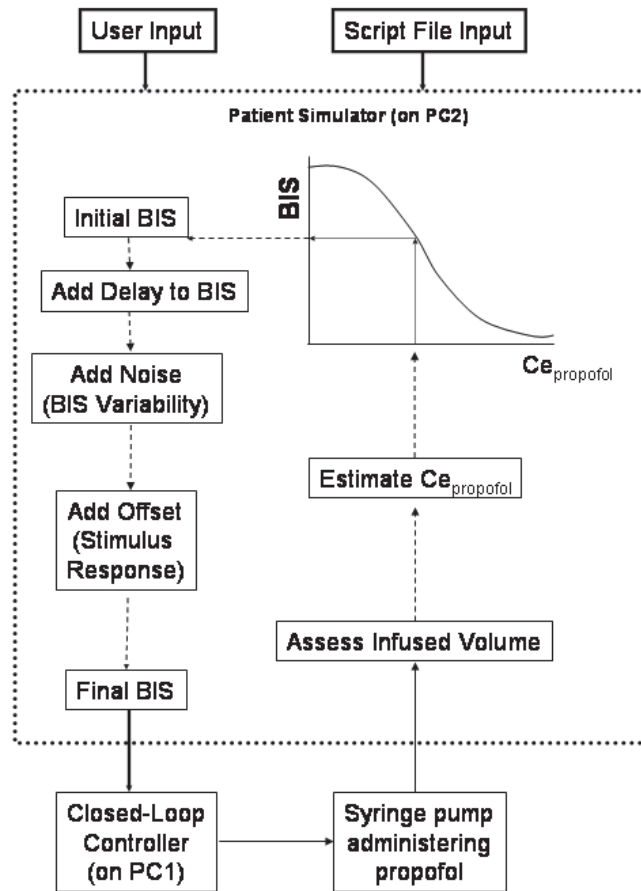 User Input
Script File Input
Patient Simulator (on PC2)
BIS
Ce propofol
Initial BIS
Add Delay to BIS
Add Noise
(BIS Variability)
Estimate Ce propofol
Add Offset
(Stimulus
Response)
Assess Infused Volume
Final BIS
Closed-Loop
Controller
(on PC1)
Syringe pump
administering
propofol